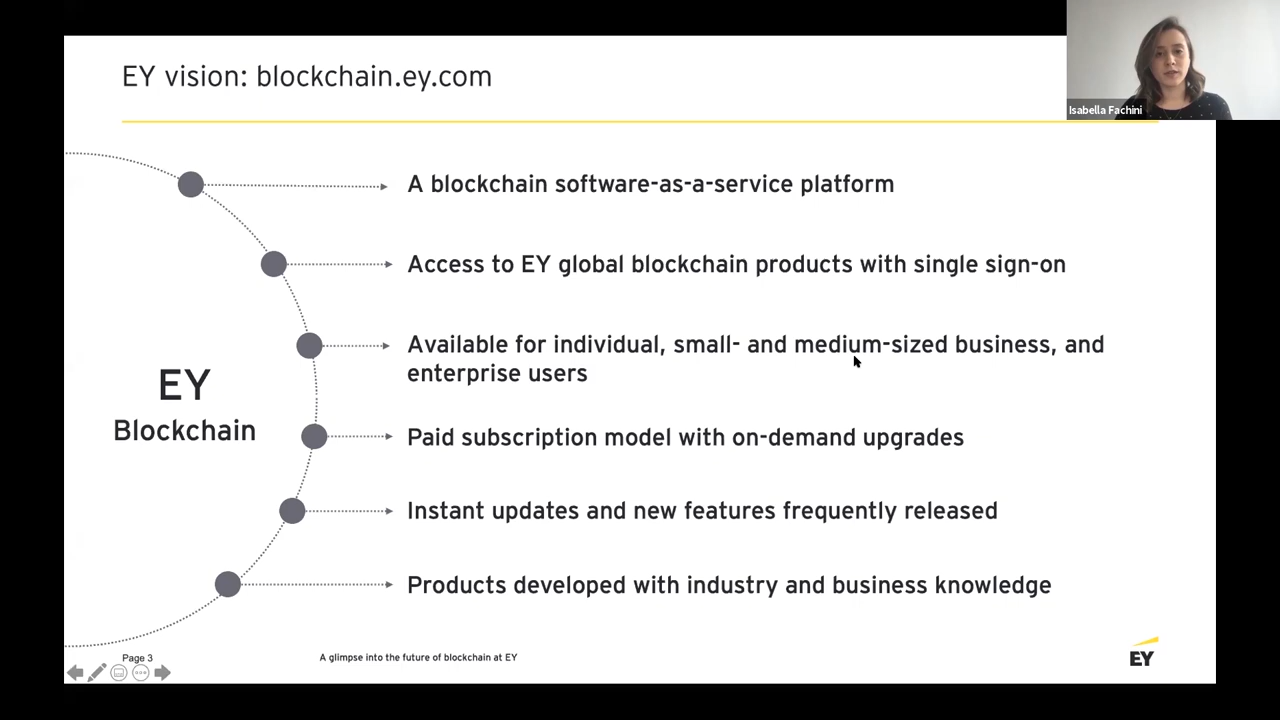 EY vision: blockchain.ey.com
Isabella Fachini
A blockchain software-as-a-service platform
Access to EY global blockchain products with single sign-on
Available for individual, small- and medium-sized business, and
enterprise users
EY
Blockchain
Paid subscription model with on-demand upgrades
Instant updates and new features frequently released
Products developed with industry and business knowledge
Page 3
A glimpse into the future of blockchain at EY
EY